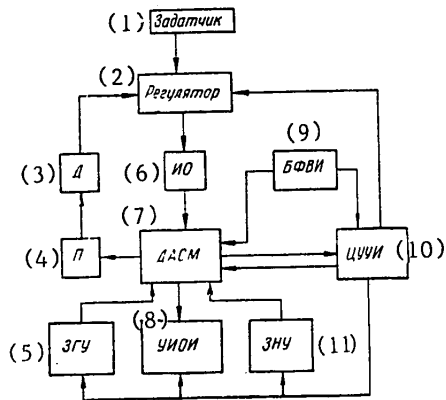 (1) Задатчик
(2)
Регулятор
(9)
(3) Д
(6) ИО
БФВИ
(7)
(4) П
ДАСМ
ЦУУИ (10)
(8)
(5) ЗГУ
УИОИ
ЗНУ (11)